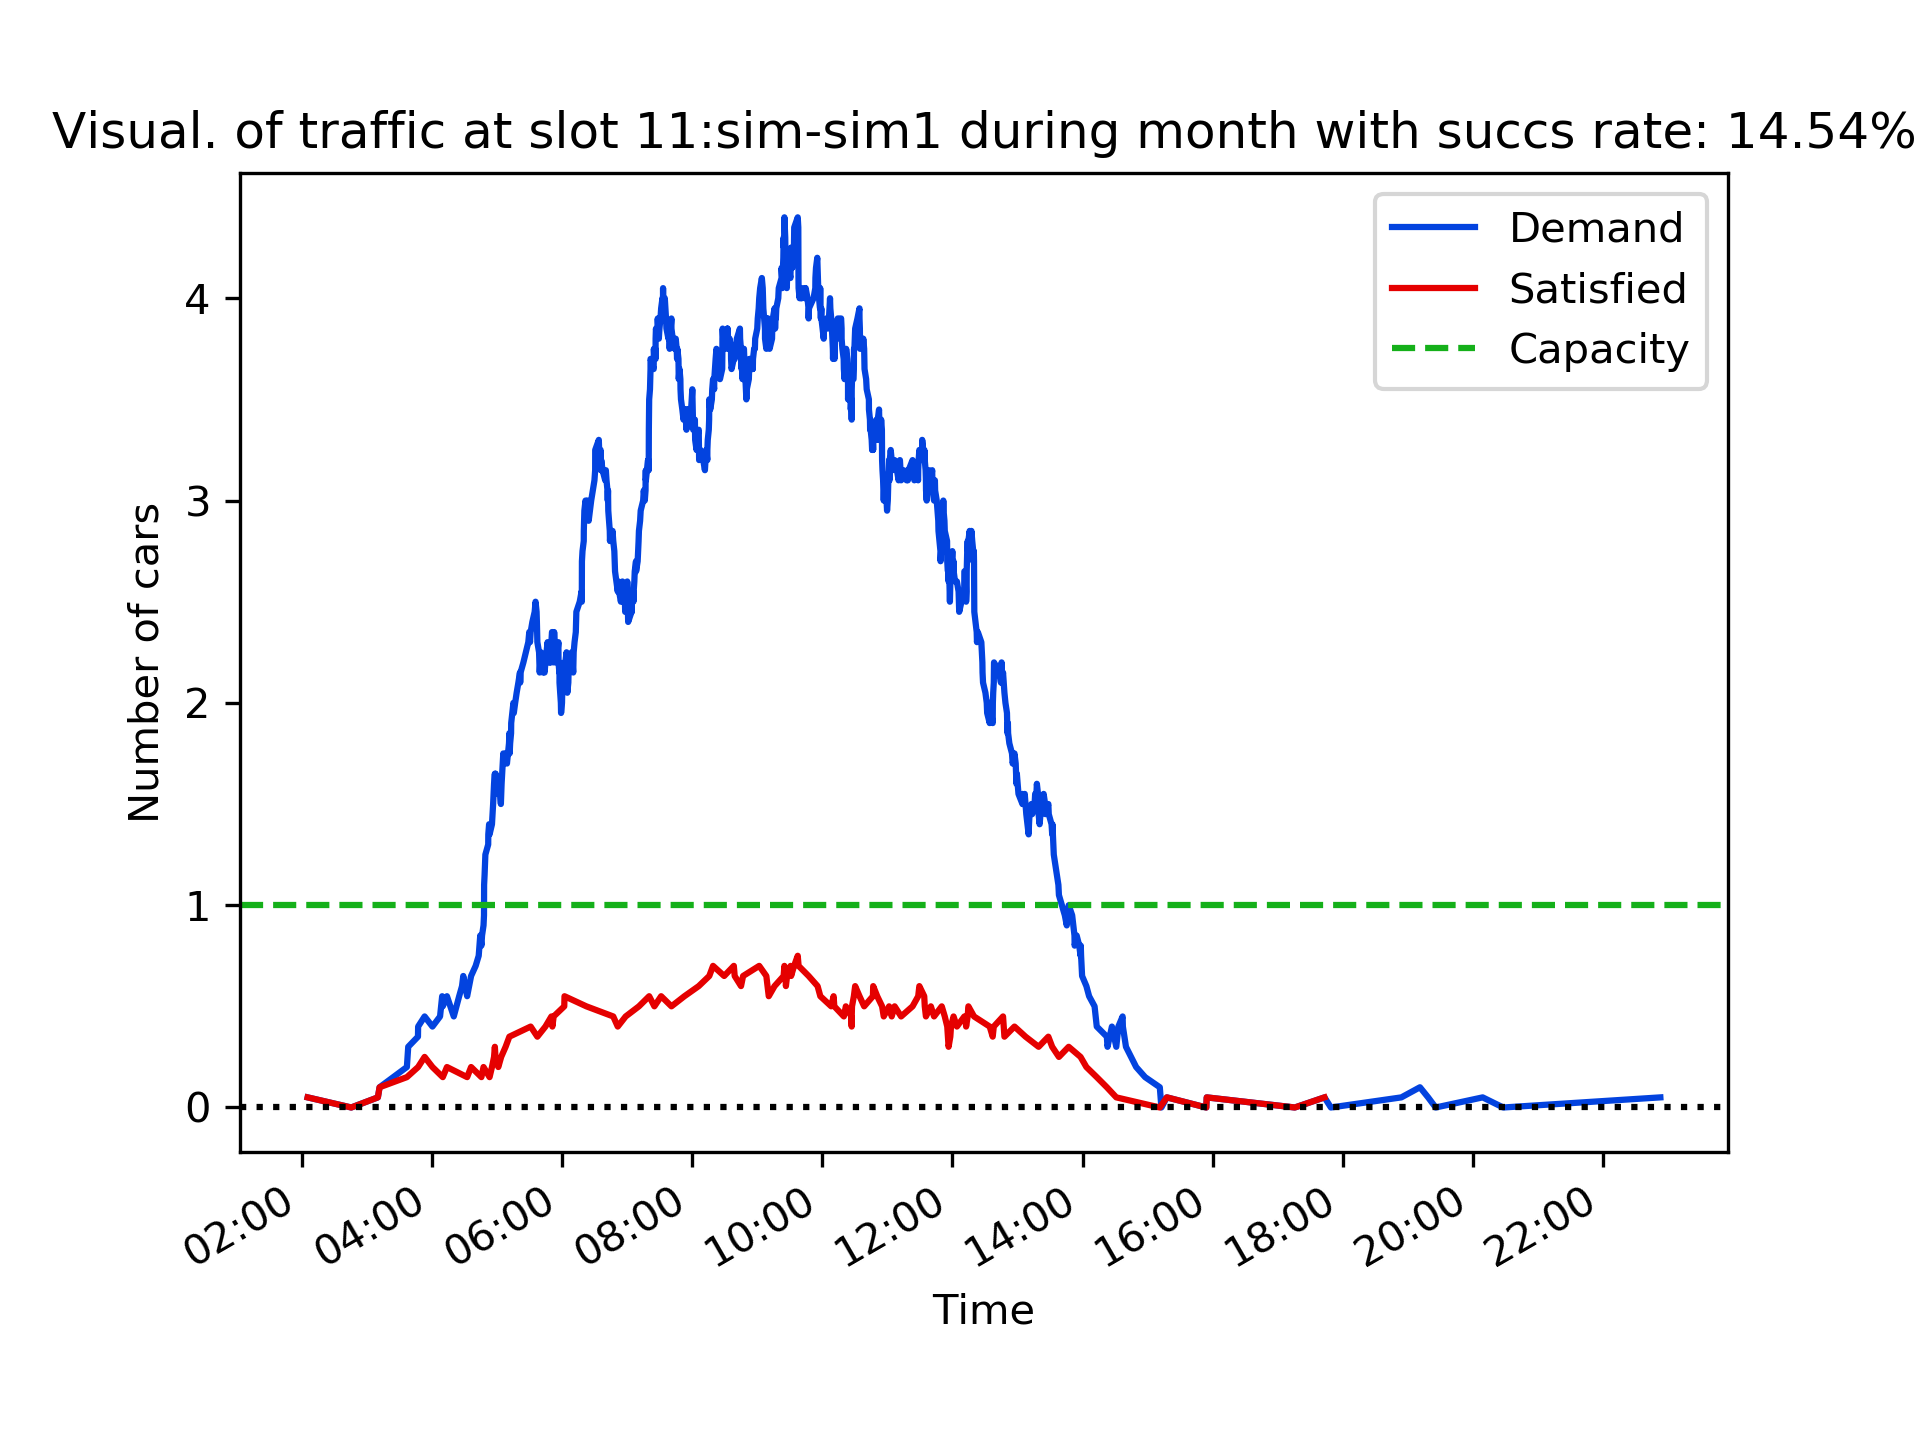 Visual. of traffic at slot 11:sim-sim1 during month with succs rate: 14.54%
Demand
Satisfied
Capacity
Number of cars
4
3
2
1
0
02:00
04:00
06:00
08:00
10:00
12:00
14:00
16:00
18:00
20:00
22:00
Time